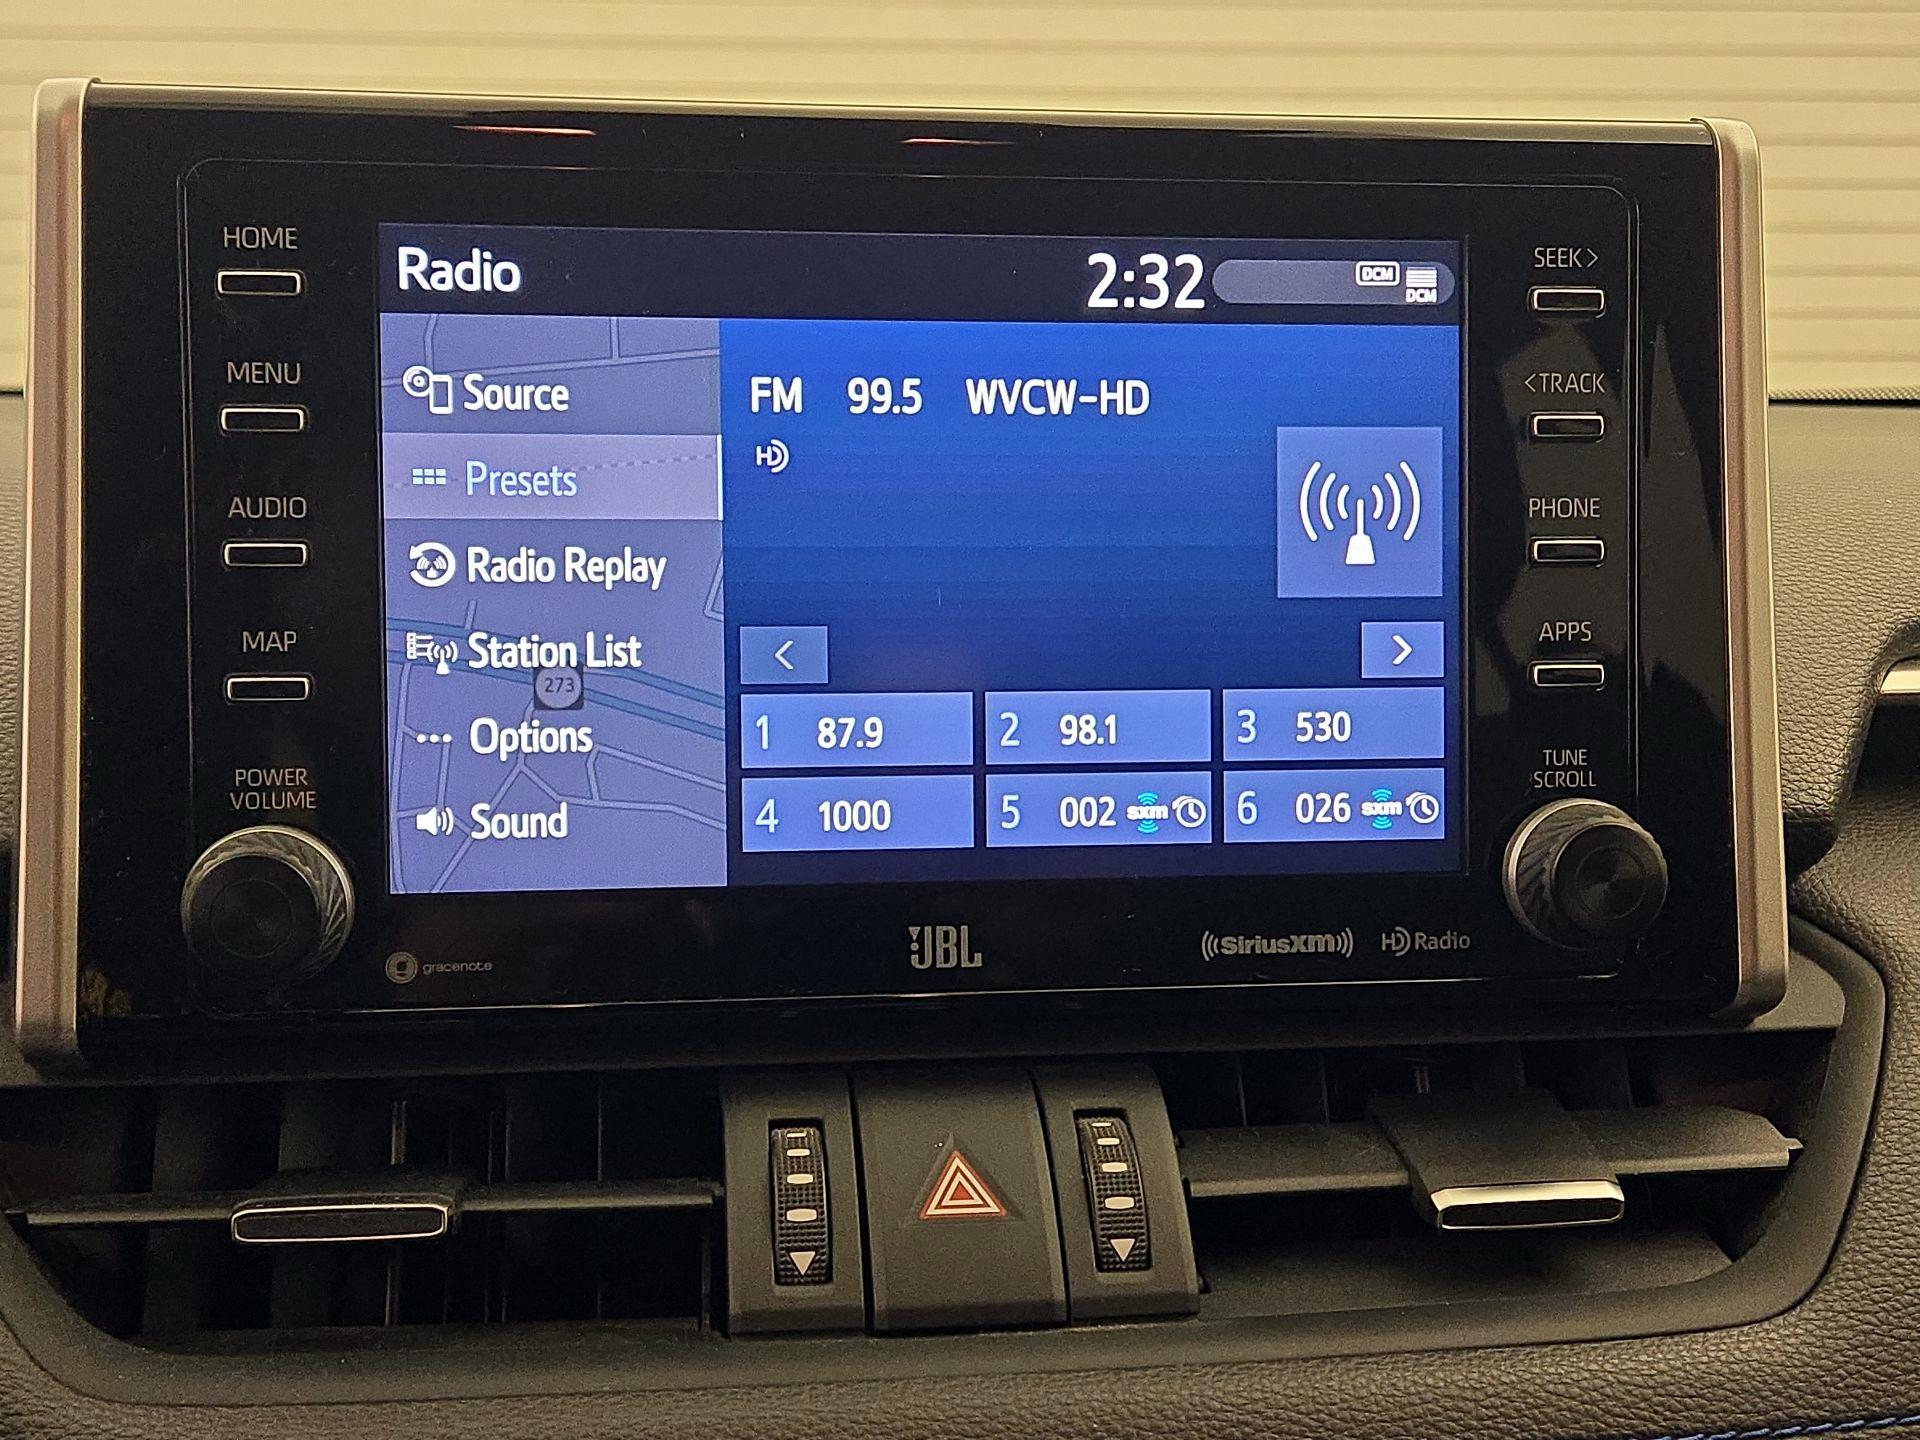 HOME
MENU
AUDIO
MAP
POWER
VOLUME
Radio
2:32
DCM
DCM
Source
Presets
Radio Replay
Station List
273
Options
Sound
FM 99.5 WVCW-HD
HD
<
>
1 87.9
2 98.1
3 530
4 1000
5 002 sxm
6 026 sxm
SEEK>
<TRACK
PHONE
APPS
TUNE
SCROLL
gracenote
JBL
((SiriusXM))
HD Radio